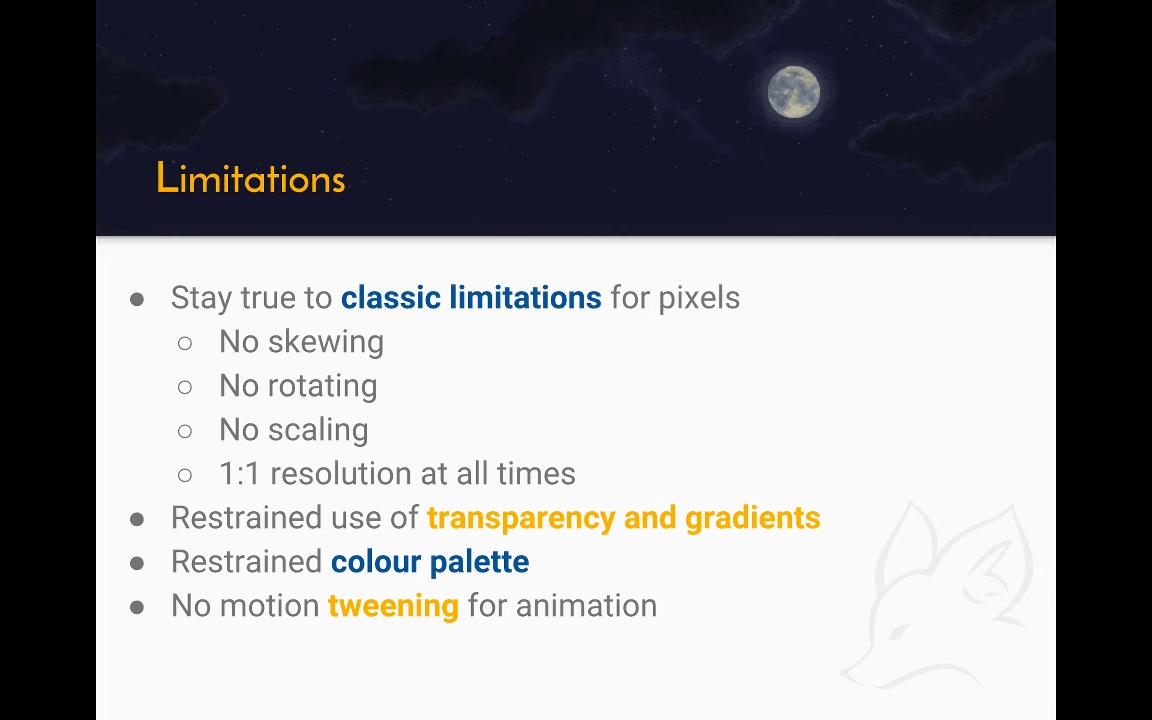 Limitations
● Stay true to classic limitations for pixels
○ No skewing
○ No rotating
○ No scaling
○ 1:1 resolution at all times
● Restrained use of transparency and gradients
● Restrained colour palette
● No motion tweening for animation